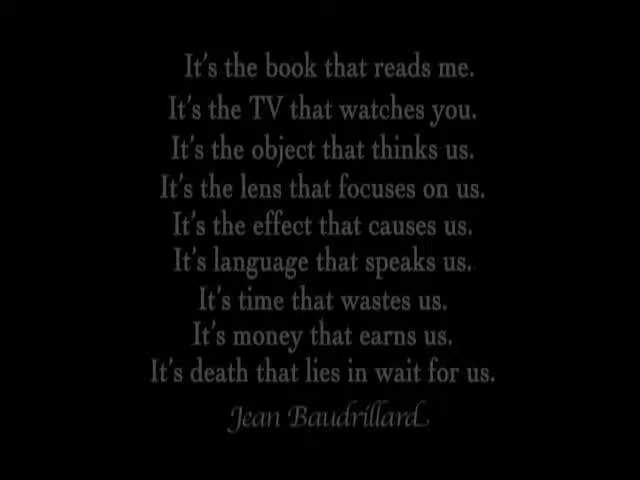 It's the book that reads me.
It's the TV that watches you.
It's the object that thinks us.
It's the lens that focuses on us.
It's the effect that causes us.
It's language that speaks us.
It's time that wastes us.
It's money that earns us.
It's death that lies in wait for us.
Jean Baudrillard